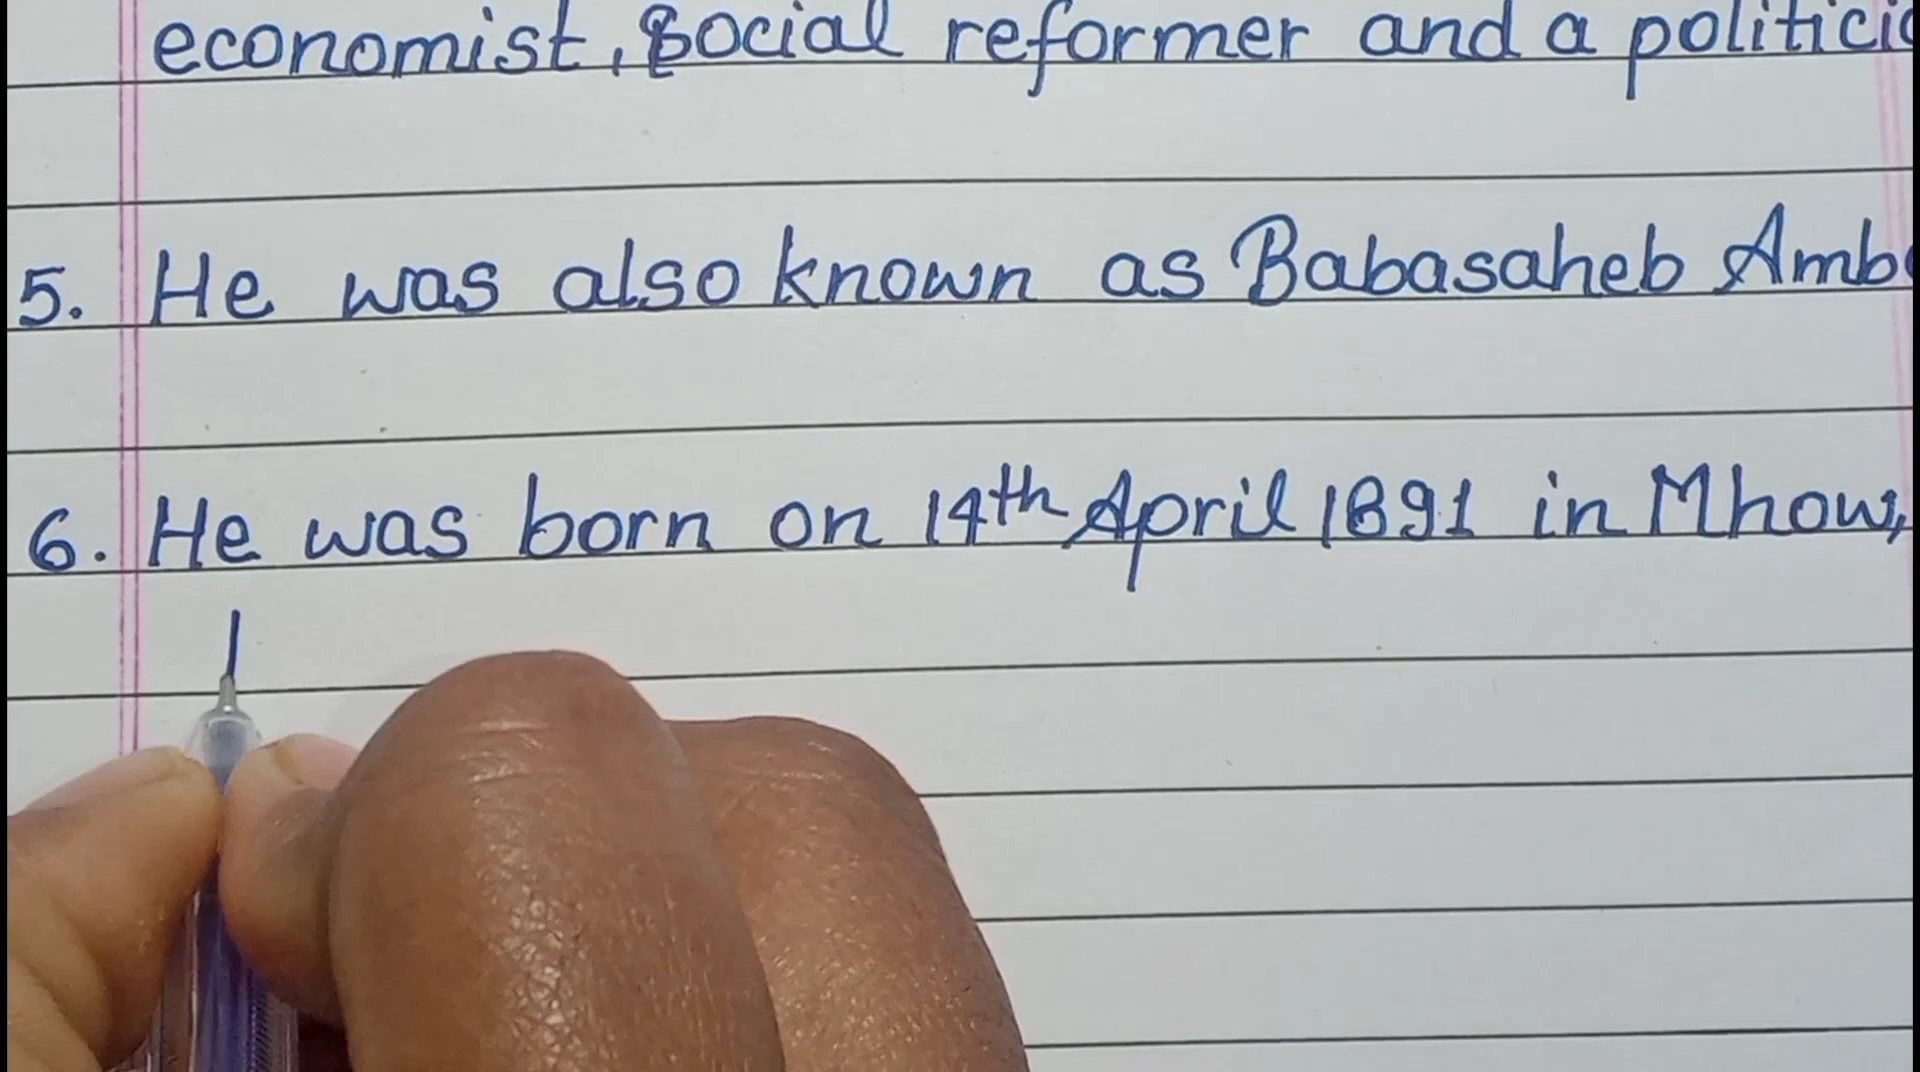 economist, social reformer and a politici
5. He was also known as Babasaheb Amb
6. He was born on 14th April 1891 in Mhow,